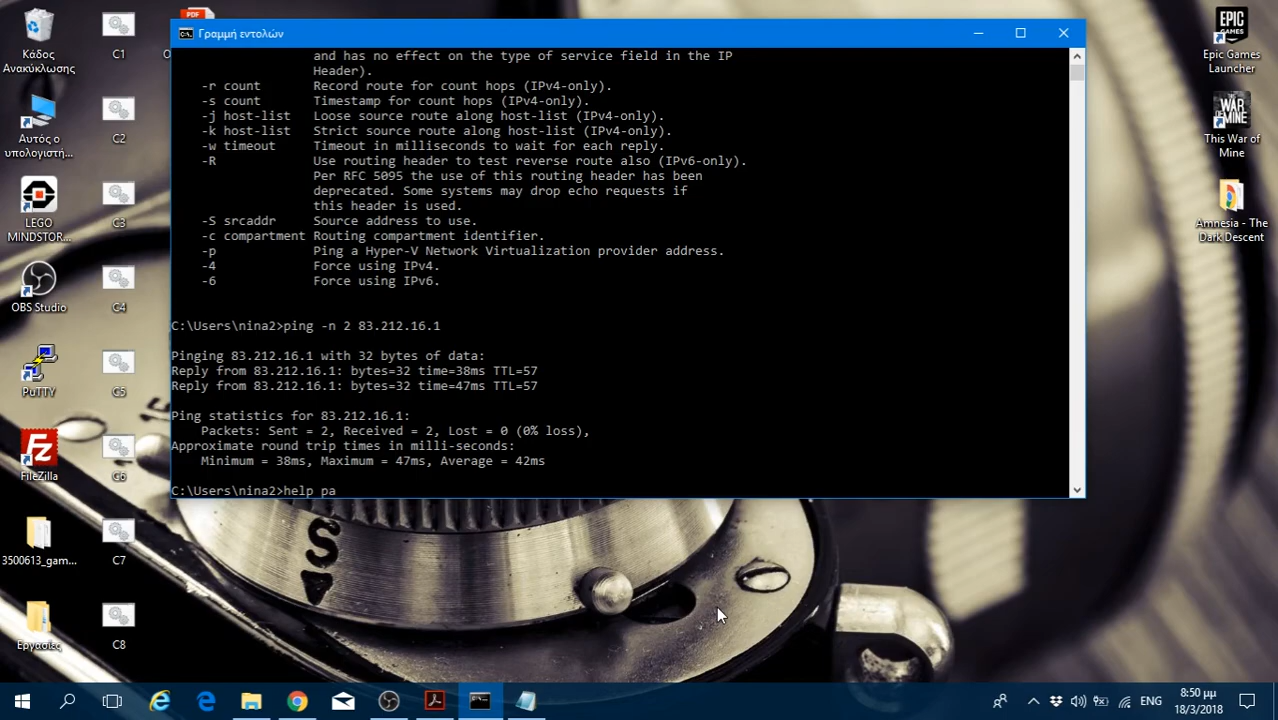 Κάδος
Ανακύκλωσης
C1
PDF
Γραμμή εντολών
EPIC
GAMES
Epic Games
Launcher
and has no effect on the type of service field in the IP
Header).
-r count Record route for count hops (IPv4-only).
-s count Timestamp for count hops (IPv4-only).
-j host-list Loose source route along host-list (IPv4-only).
-k host-list Strict source route along host-list (IPv4-only).
-w timeout Timeout in milliseconds to wait for each reply.
-R Use routing header to test reverse route also (IPv6-only).
Per RFC 5095 the use of this routing header has been
deprecated. Some systems may drop echo requests if
this header is used.
-S srcaddr Source address to use.
-c compartment Routing compartment identifier.
-p Ping a Hyper-V Network Virtualization provider address.
-4 Force using IPv4.
-6 Force using IPv6.
C:\Users\nina2>ping -n 2 83.212.16.1
Pinging 83.212.16.1 with 32 bytes of data:
Reply from 83.212.16.1: bytes=32 time=38ms TTL=57
Reply from 83.212.16.1: bytes=32 time=47ms TTL=57
Ping statistics for 83.212.16.1:
Packets: Sent = 2, Received = 2, Lost = 0 (0% loss),
Approximate round trip times in milli-seconds:
Minimum = 38ms, Maximum = 47ms, Average = 42ms
C:\Users\nina2>help pa
Αυτός ο
υπολογιστή...
C2
THE
WAR
MINE
This War of
Mine
LEGO
MINDSTOR...
C3
Amnesia - The
Dark Descent
OBS Studio
C4
PuTTY
C5
Fz
FileZilla
C6
3500613_gam...
C7
Εργασίες
C8
S
ENG
8:50 μμ
18/3/2018